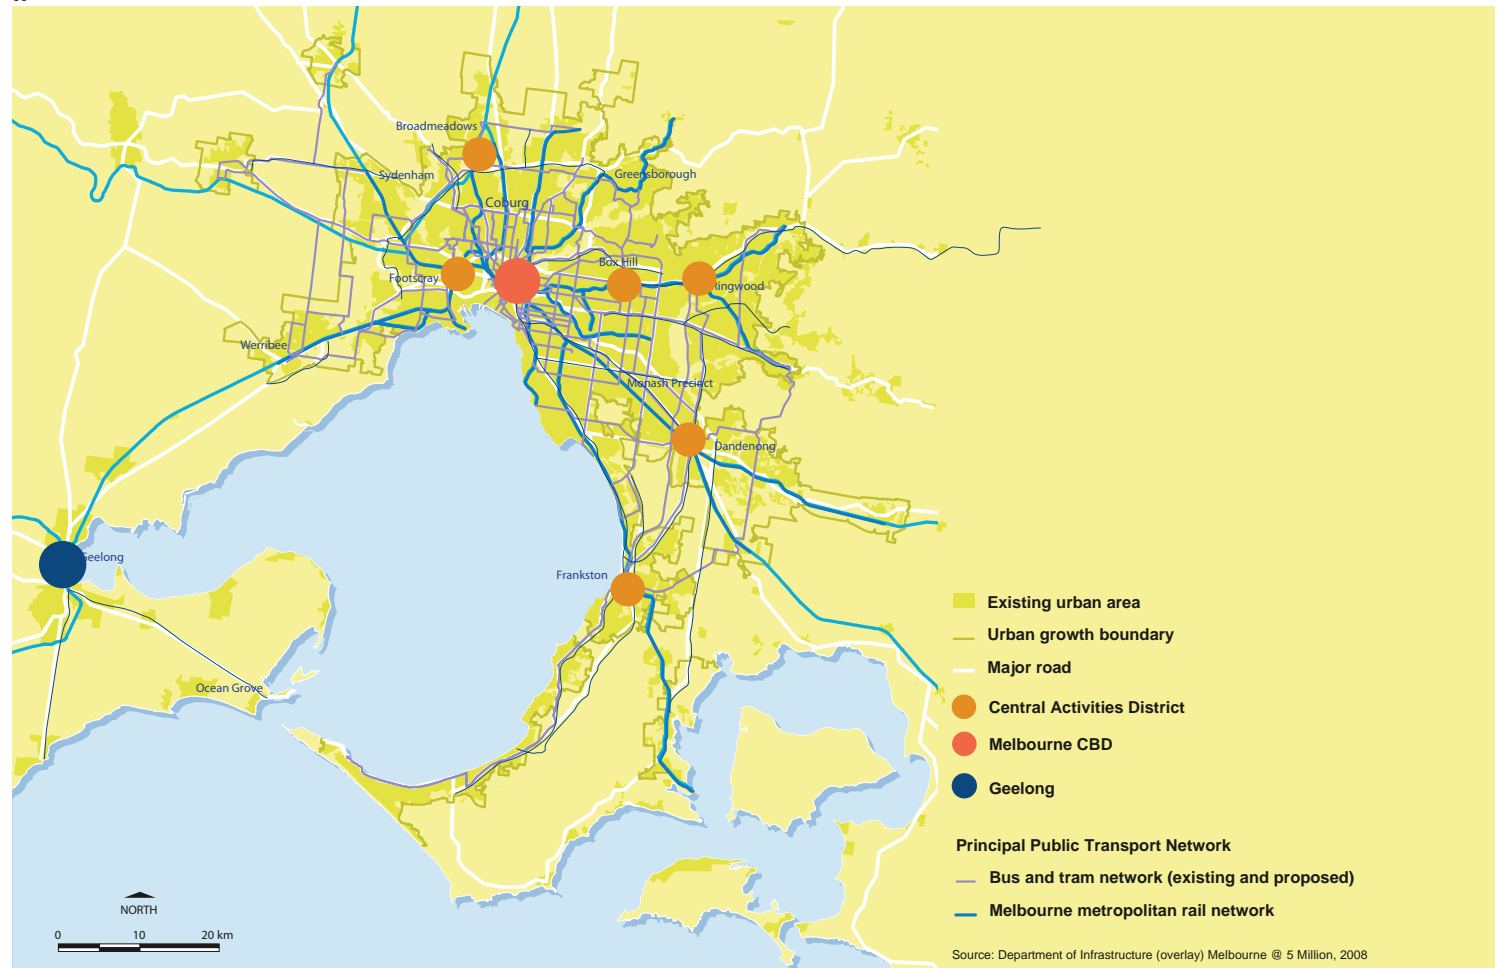 Broadmeadows
Sydenham
Greensborough
Coburg
Box Hill
Footscray
Ringwood
Werribee
Monash Precinct
Dandenong
Geelong
Frankston
Ocean Grove
Existing urban area
Urban growth boundary
Major road
Central Activities District
Melbourne CBD
Geelong
Principal Public Transport Network
Bus and tram network (existing and proposed)
Melbourne metropolitan rail network
NORTH
0 10 20 km
Source: Department of Infrastructure (overlay) Melbourne @ 5 Million, 2008